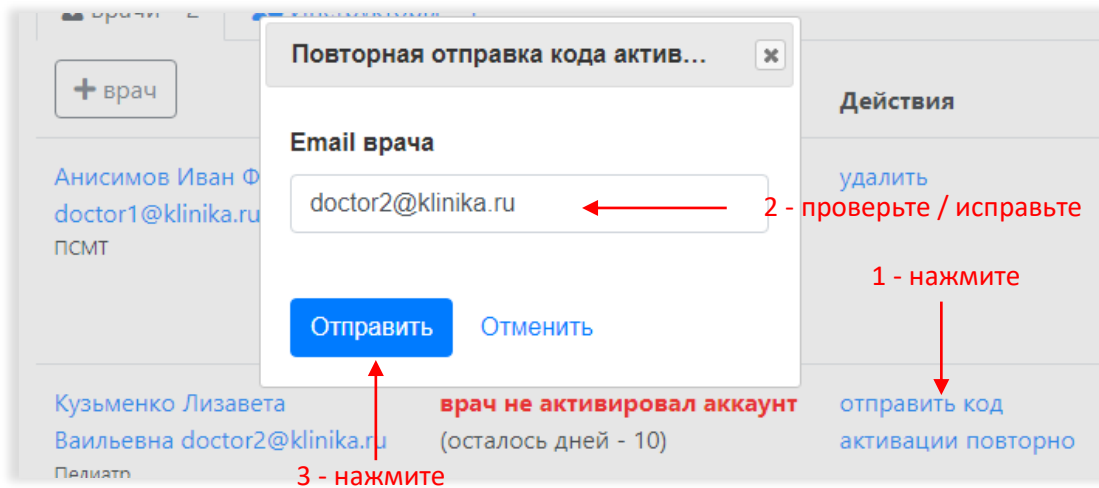 врачи 2
Повторная отправка кода актив...
+ врач
Действия
Email врача
Анисимов Иван Ф
удалить
doctor1@klinika.ru
doctor2@klinika.ru
2 - проверьте / исправьте
ПСМТ
1 - нажмите
Отправить
Отменить
Кузьменко Лизавета
врач не активировал аккаунт
отправить код
Ваильевна doctor2@klinika.ru
(осталось дней - 10)
активации повторно
Педиатр
3 - нажмите